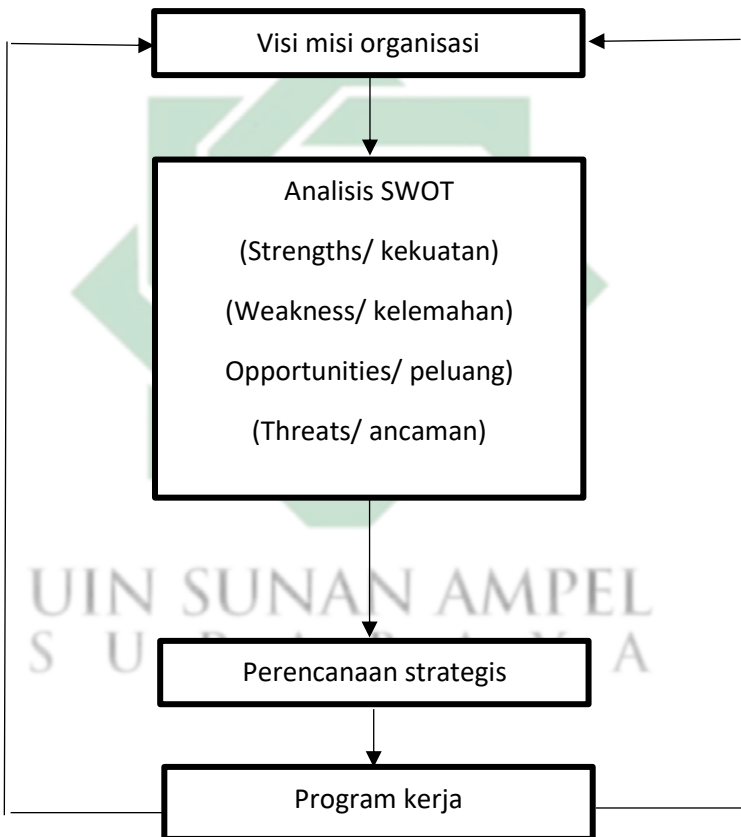 Visi misi organisasi
Analisis SWOT
(Strengths/ kekuatan)
(Weakness/ kelemahan)
Opportunities/ peluang)
(Threats/ ancaman)
UIN SUNAN AMPEL
Perencanaan strategis
Program kerja